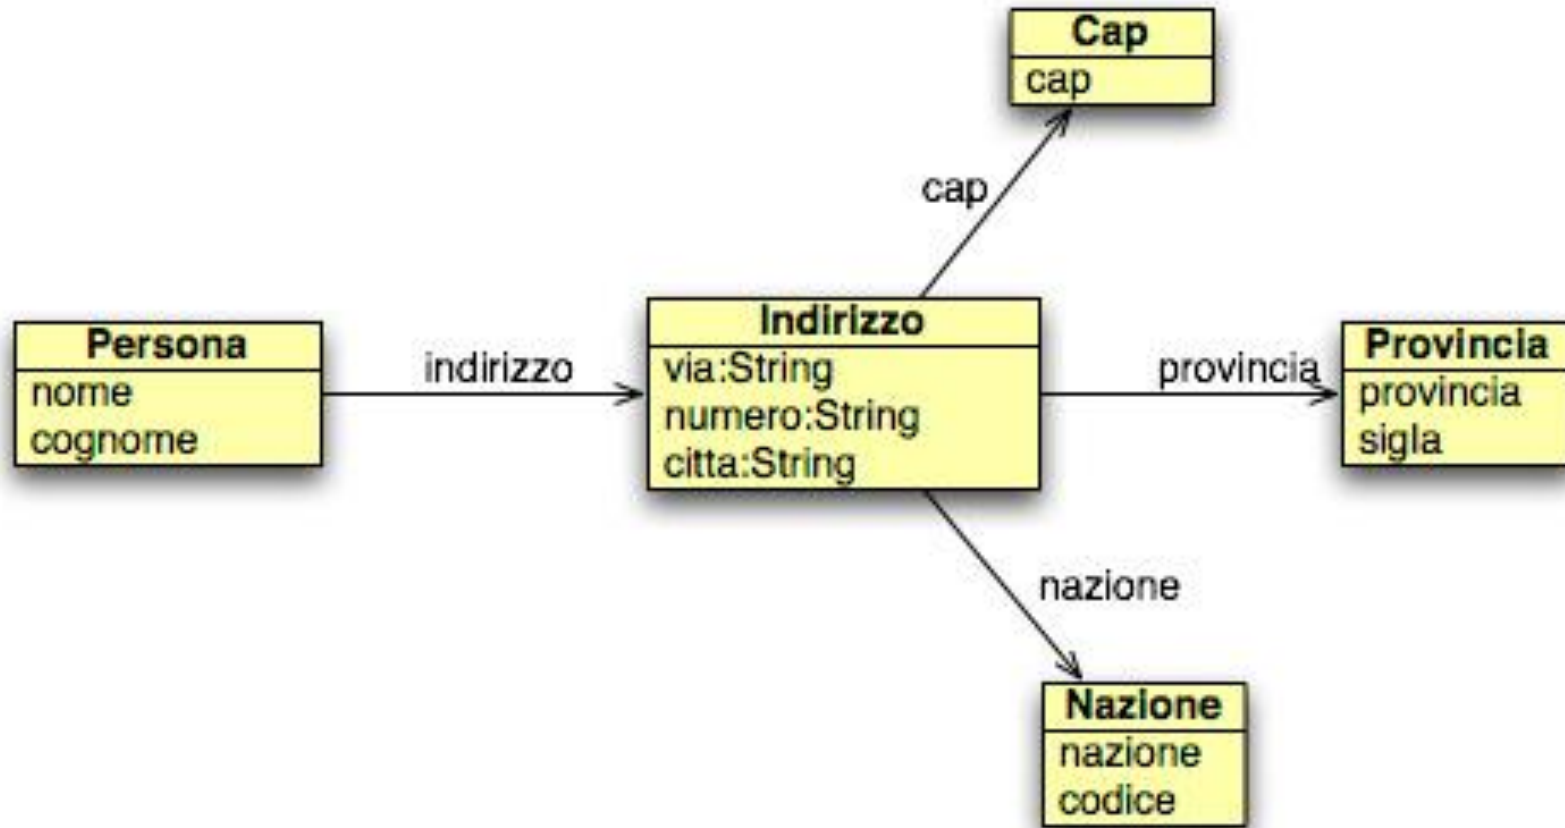 Cap
cap
cap
Persona
nome
cognome
indirizzo
Indirizzo
via:String
numero:String
citta:String
provincia
Provincia
provincia
sigla
nazione
Nazione
nazione
codice